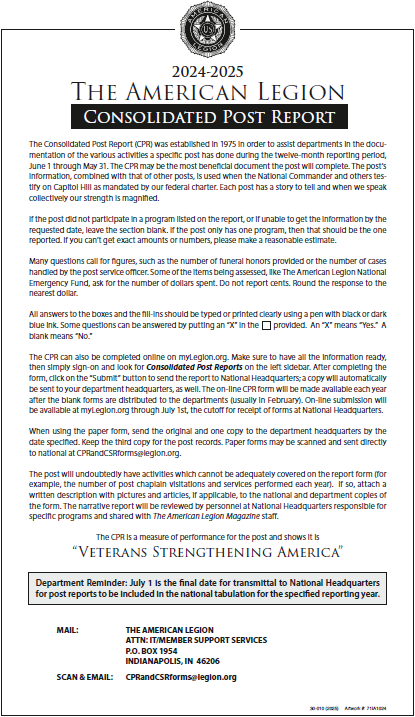 AMERICAN
US
LEGION
2024-2025
THE AMERICAN LEGION
CONSOLIDATED POST REPORT
The Consolidated Post Report (CPR) was established in 1975 in order to assist departments in the docu-
mentation of the various activities a specific post has done during the twelve-month reporting period,
June 1 through May 31. The CPR may be the most beneficial document the post will complete. The post's
information, combined with that of other posts, is used when the National Commander and others tes-
tify on Capitol Hill as mandated by our federal charter. Each post has a story to tell and when we speak
collectively our strength is magnified.
If the post did not participate in a program listed on the report, or if unable to get the information by the
requested date, leave the section blank. If the post only has one program, then that should be the one
reported. If you can't get exact amounts or numbers, please make a reasonable estimate.
Many questions call for figures, such as the number of funeral honors provided or the number of cases
handled by the post service officer. Some of the items being assessed, like The American Legion National
Emergency Fund, ask for the number of dollars spent. Do not report cents. Round the response to the
nearest dollar.
All answers to the boxes and the fill-ins should be typed or printed clearly using a pen with black or dark
blue ink. Some questions can be answered by putting an "X" in the provided. An "X" means "Yes." A
blank means "No."
The CPR can also be completed online on myLegion.org. Make sure to have all the information ready,
then simply sign-on and look for Consolidated Post Reports on the left sidebar. After completing the
form, click on the "Submit" button to send the report to National Headquarters; a copy will automatically
be sent to your department headquarters, as well. The on-line CPR form will be made available each year
after the blank forms are distributed to the departments (usually in February). On-line submission will
be available at myLegion.org through July 1st, the cutoff for receipt of forms at National Headquarters.
When using the paper form, send the original and one copy to the department headquarters by the
date specified. Keep the third copy for the post records. Paper forms may be scanned and sent directly
to national at CPRandCSRforms@legion.org.
The post will undoubtedly have activities which cannot be adequately covered on the report form (for
example, the number of post chaplain visitations and services performed each year). If so, attach a
written description with pictures and articles, if applicable, to the national and department copies of
the form. The narrative report will be reviewed by personnel at National Headquarters responsible for
specific programs and shared with The American Legion Magazine staff.
The CPR is a measure of performance for the post and shows it is
"VETERANS STRENGTHENING AMERICA"
Department Reminder: July 1 is the final date for transmittal to National Headquarters
for post reports to be included in the national tabulation for the specified reporting year.
MAIL: THE AMERICAN LEGION
ATTN: IT/MEMBER SUPPORT SERVICES
P.O. BOX 1954
INDIANAPOLIS, IN 46206
SCAN & EMAIL: CPRandCSRforms@legion.org